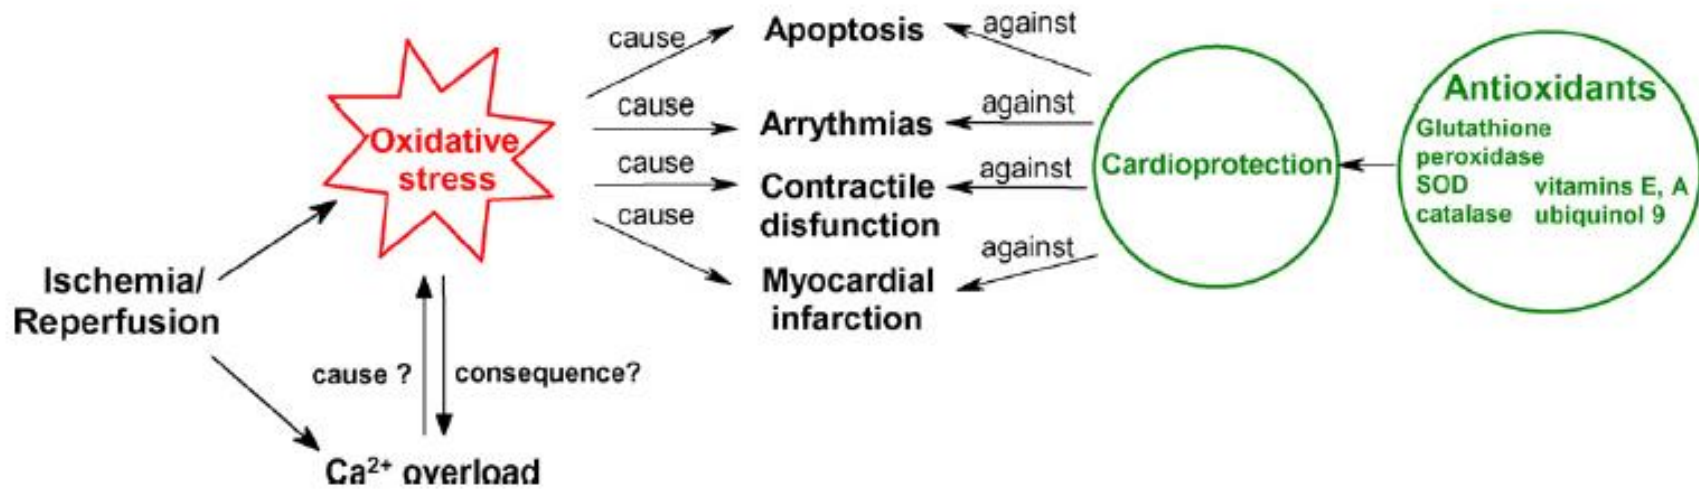 cause
Apoptosis
against
cause
Arrythmias
against
cause
Contractile
disfunction
against
cause
Myocardial
infarction
against
Oxidative
stress
Ischemia/
Reperfusion
cause ?
consequence?
Ca²⁺ overload
Cardioprotection
Antioxidants
Glutathione
peroxidase
SOD vitamins E, A
catalase ubiquinol 9